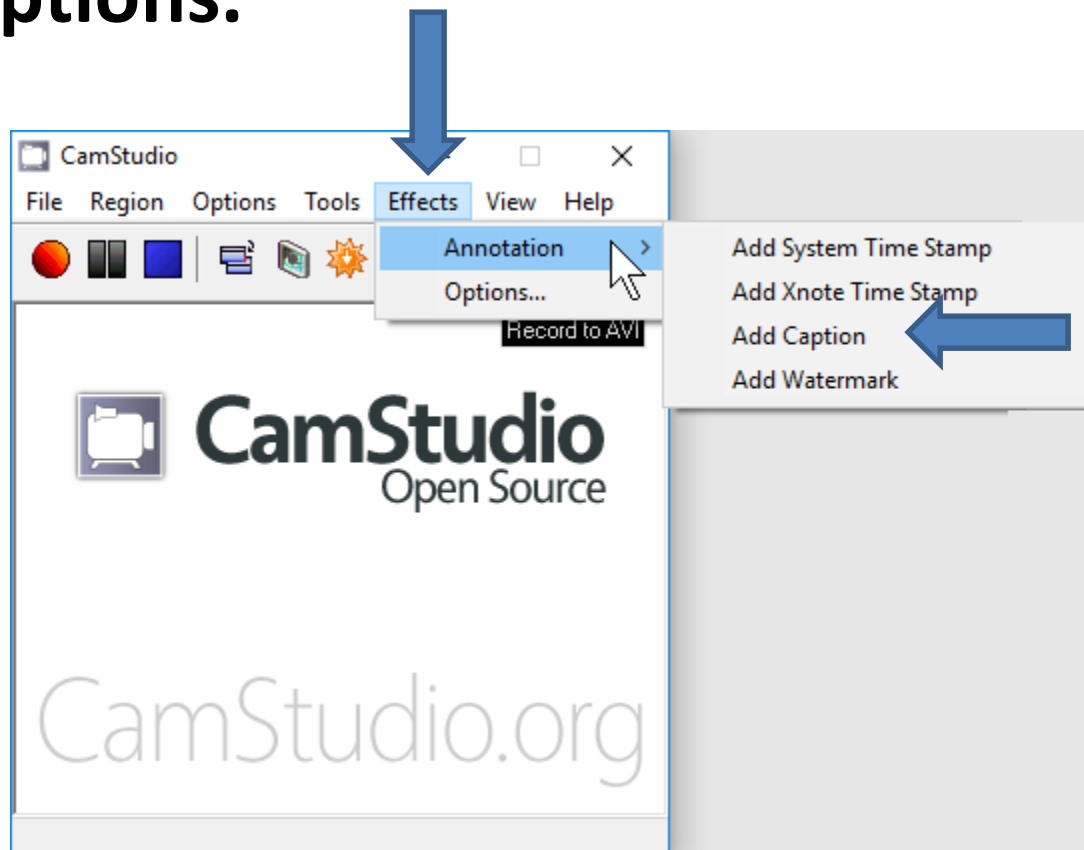 ptions.
CamStudio
File Region Options Tools Effects View Help
Annotation
Options...
Add System Time Stamp
Add Xnote Time Stamp
Add Caption
Add Watermark
Record to AVI
CamStudio
Open Source
CamStudio.org